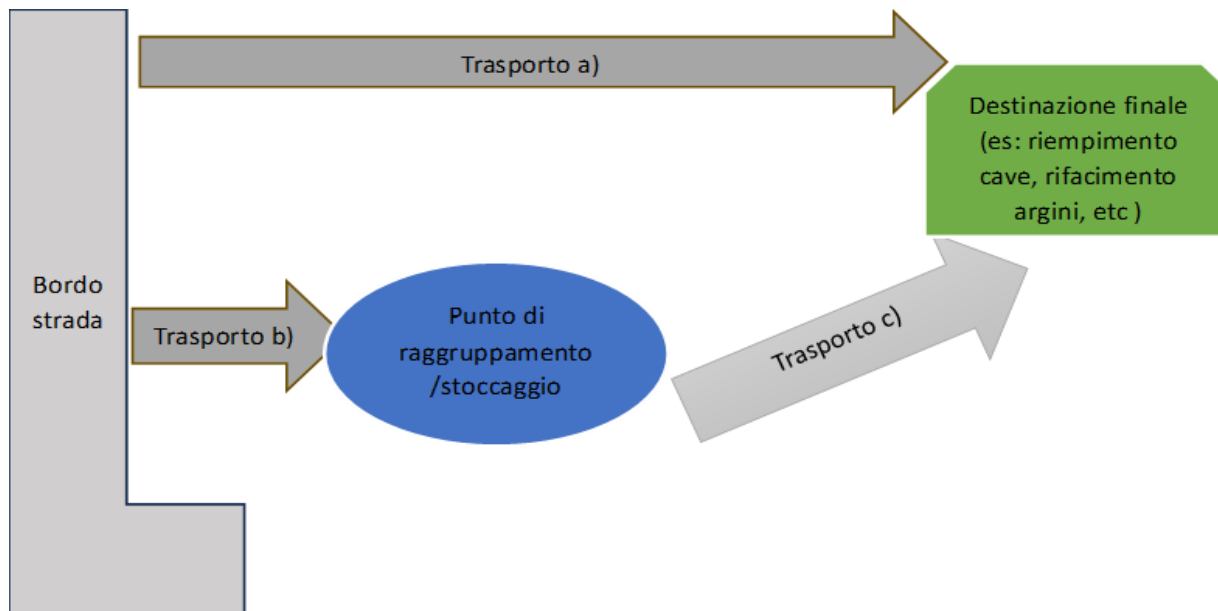 Trasporto a)
Destinazione finale
(es: riempimento
cave, rifacimento
argini, etc )
Bordo
strada
Trasporto b)
Punto di
raggruppamento
/stoccaggio
Trasporto c)